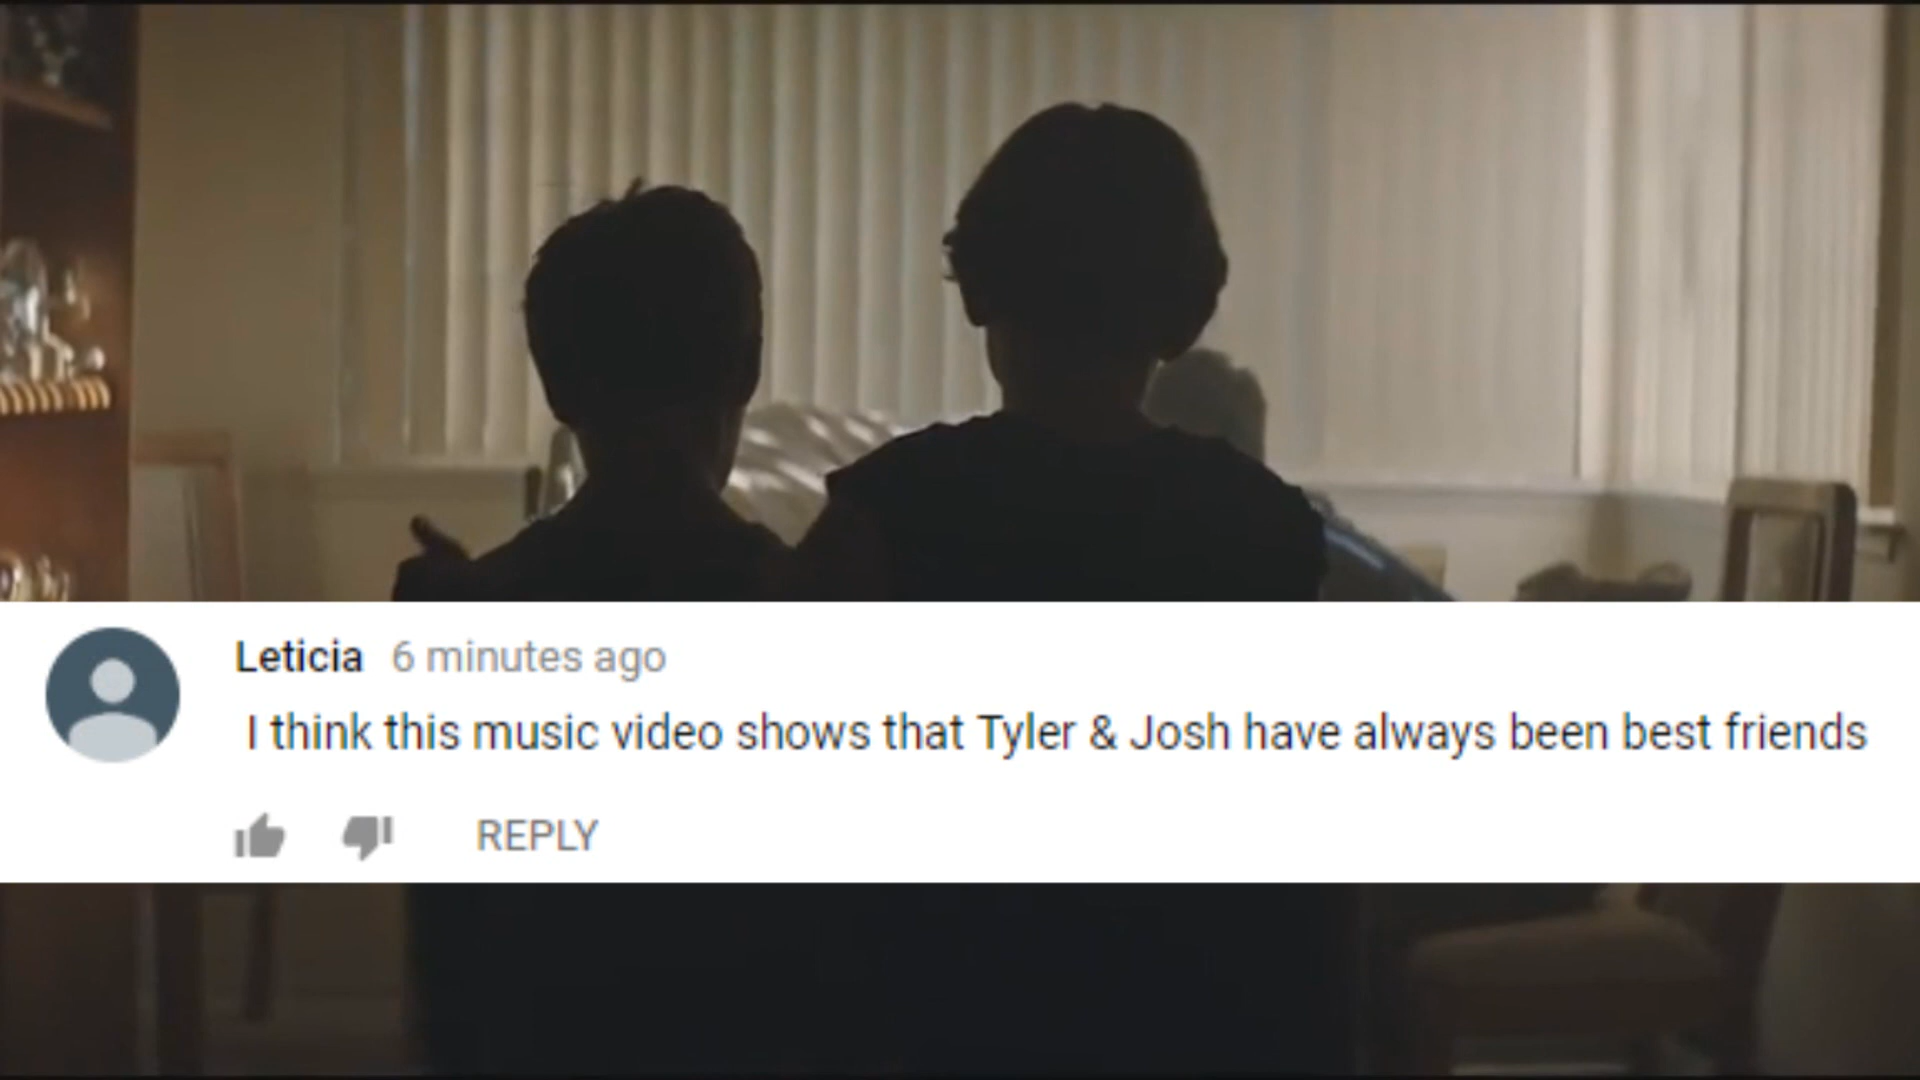 Leticia 6 minutes ago
I think this music video shows that Tyler & Josh have always been best friends
REPLY